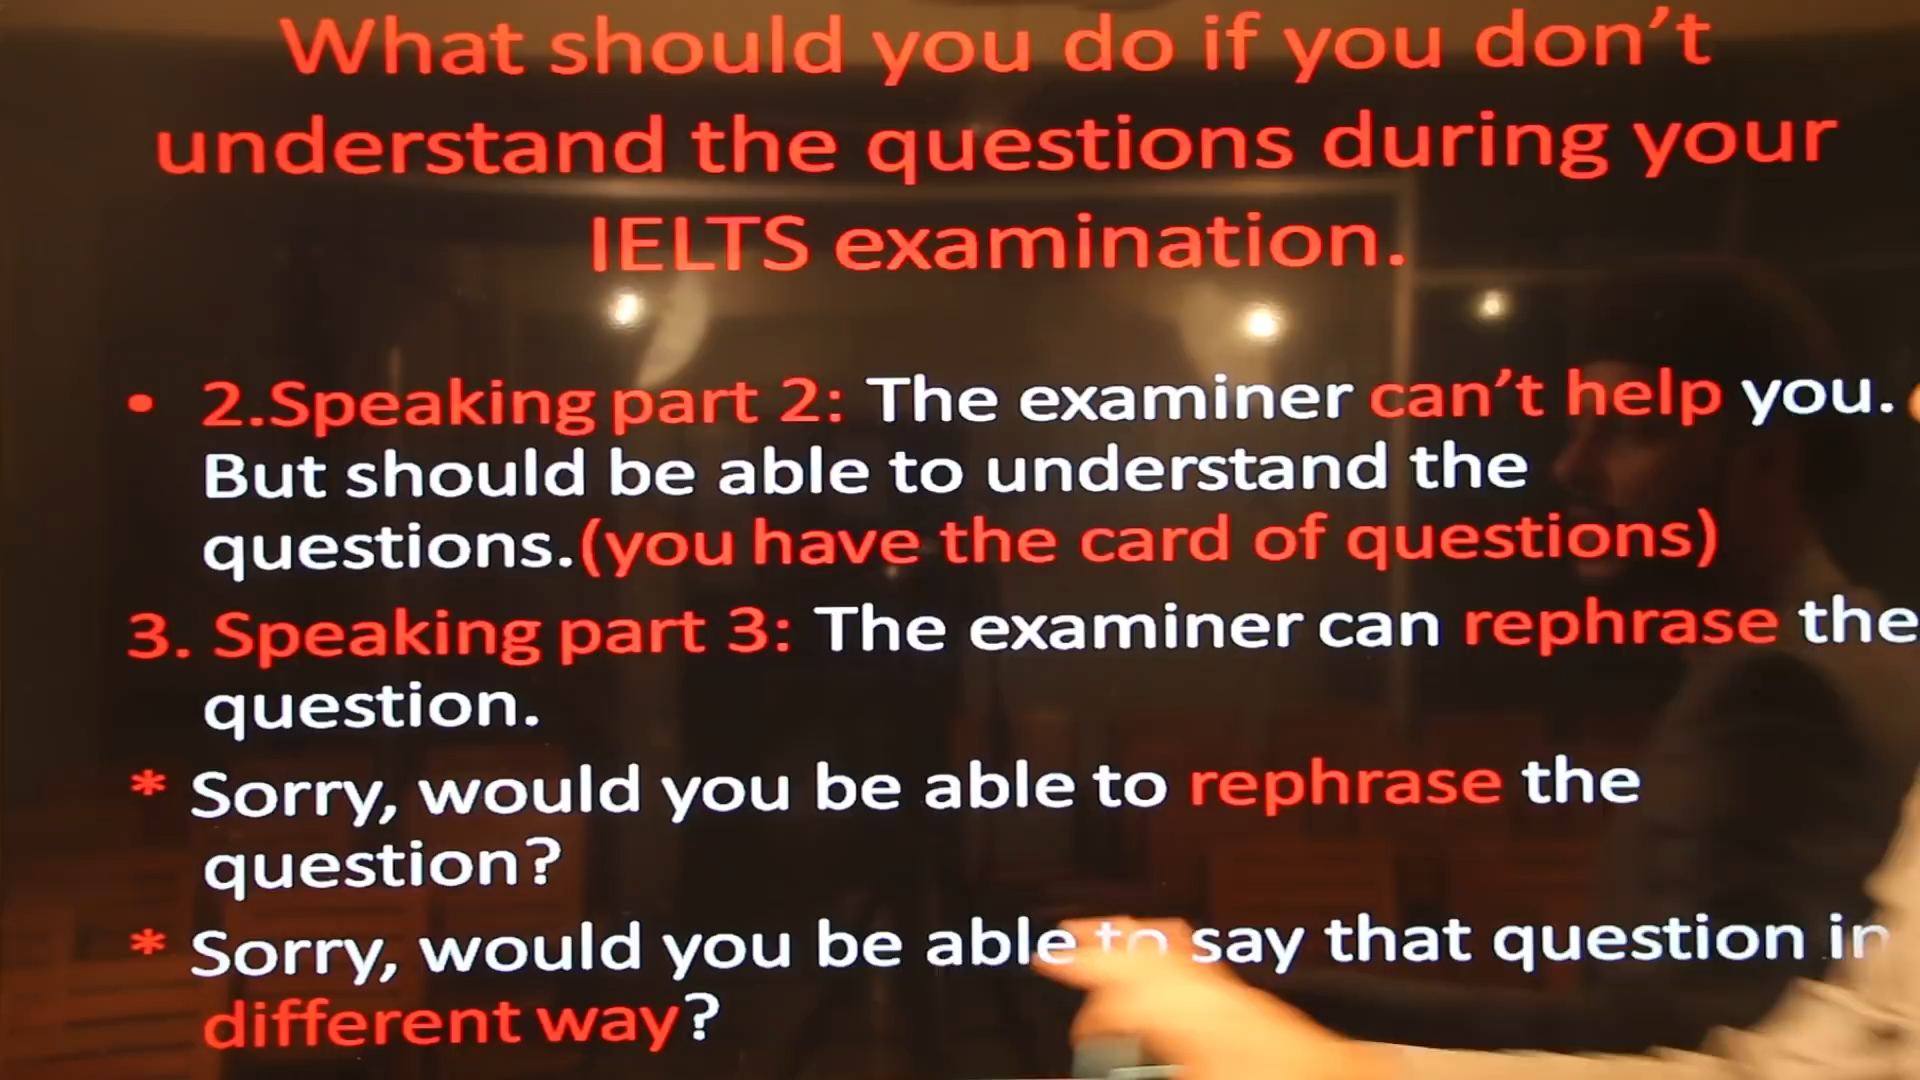 What should you do if you don't
understand the questions during your
IELTS examination.
• 2.Speaking part 2: The examiner can't help you.
But should be able to understand the
questions.(you have the card of questions)
3. Speaking part 3: The examiner can rephrase the
question.
* Sorry, would you be able to rephrase the
question?
* Sorry, would you be able to say that question in
different way?